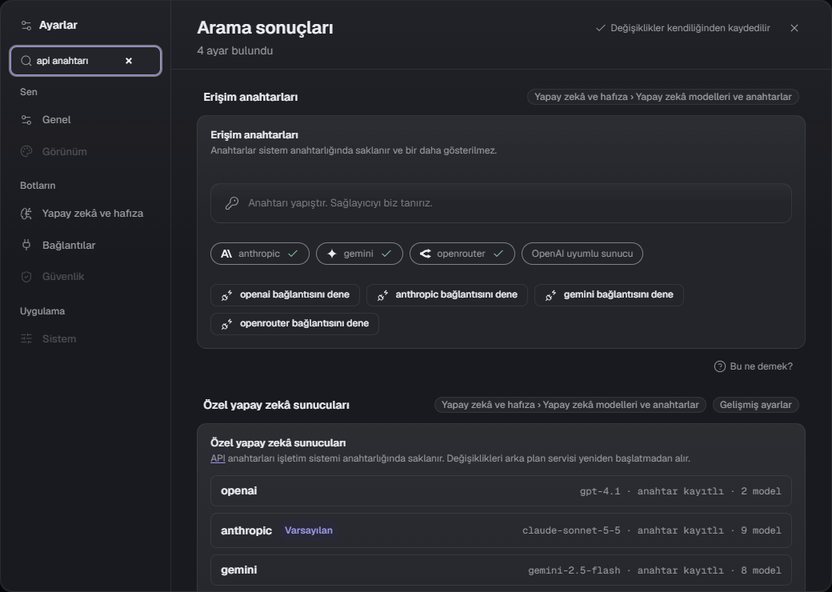 Ayarlar
api anahtarı
Sen
Genel
Görünüm
Botların
Yapay zekâ ve hafıza
Bağlantılar
Güvenlik
Uygulama
Sistem
Arama sonuçları
4 ayar bulundu
Değişiklikler kendiliğinden kaydedilir
Erişim anahtarları
Yapay zekâ ve hafıza › Yapay zekâ modelleri ve anahtarlar
Erişim anahtarları
Anahtarlar sistem anahtarlığında saklanır ve bir daha gösterilmez.
Anahtarı yapıştır. Sağlayıcıyı biz tanırız.
anthropic
gemini
openrouter
OpenAI uyumlu sunucu
openai bağlantısını dene
anthropic bağlantısını dene
gemini bağlantısını dene
openrouter bağlantısını dene
Bu ne demek?
Özel yapay zekâ sunucuları
Yapay zekâ ve hafıza › Yapay zekâ modelleri ve anahtarlar
Gelişmiş ayarlar
Özel yapay zekâ sunucuları
API anahtarları işletim sistemi anahtarlığında saklanır. Değişiklikleri arka plan servisi yeniden başlatmadan alır.
openai
gpt-4.1 · anahtar kayıtlı · 2 model
anthropic Varsayılan
claude-sonnet-5-5 · anahtar kayıtlı · 9 model
gemini
gemini-2.5-flash · anahtar kayıtlı · 8 model